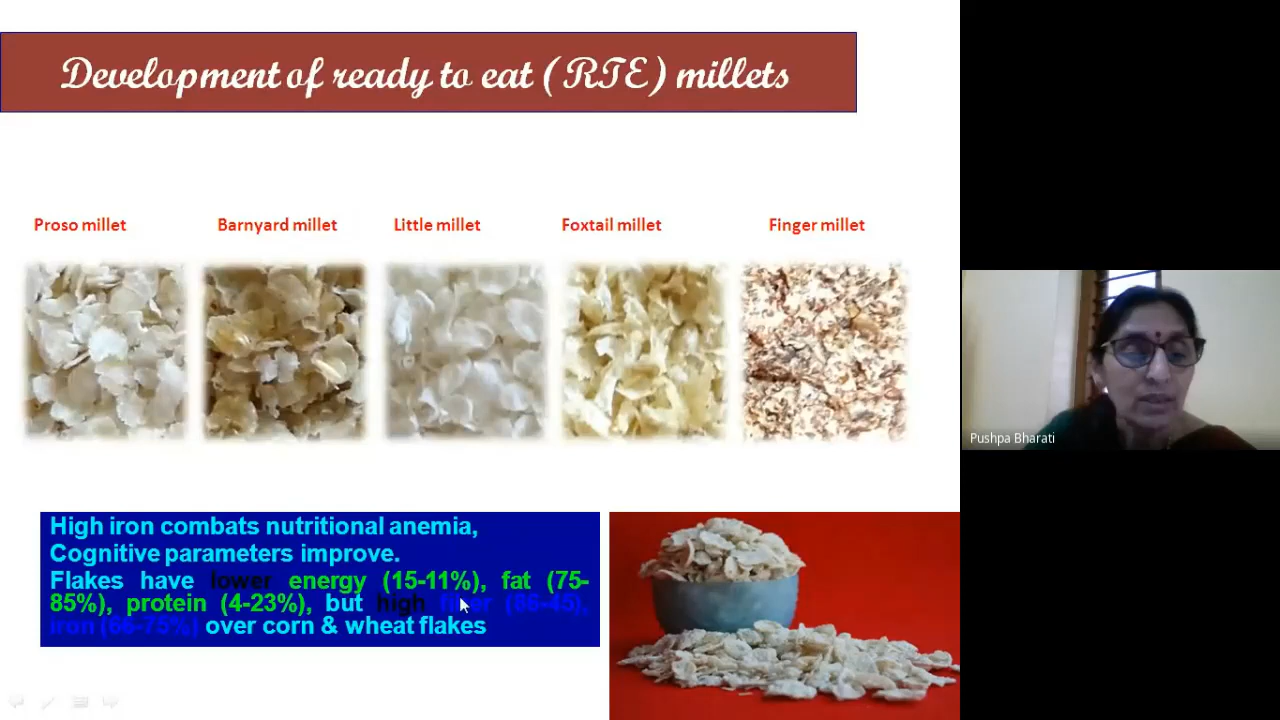 Development of ready to eat (RTE) millets
Proso millet Barnyard millet Little millet Foxtail millet Finger millet
High iron combats nutritional anemia,
Cognitive parameters improve.
Flakes have lower energy (15-11%), fat (75-
85%), protein (4-23%), but high fiber (86-45),
iron (66-75%) over corn & wheat flakes
Pushpa Bharati